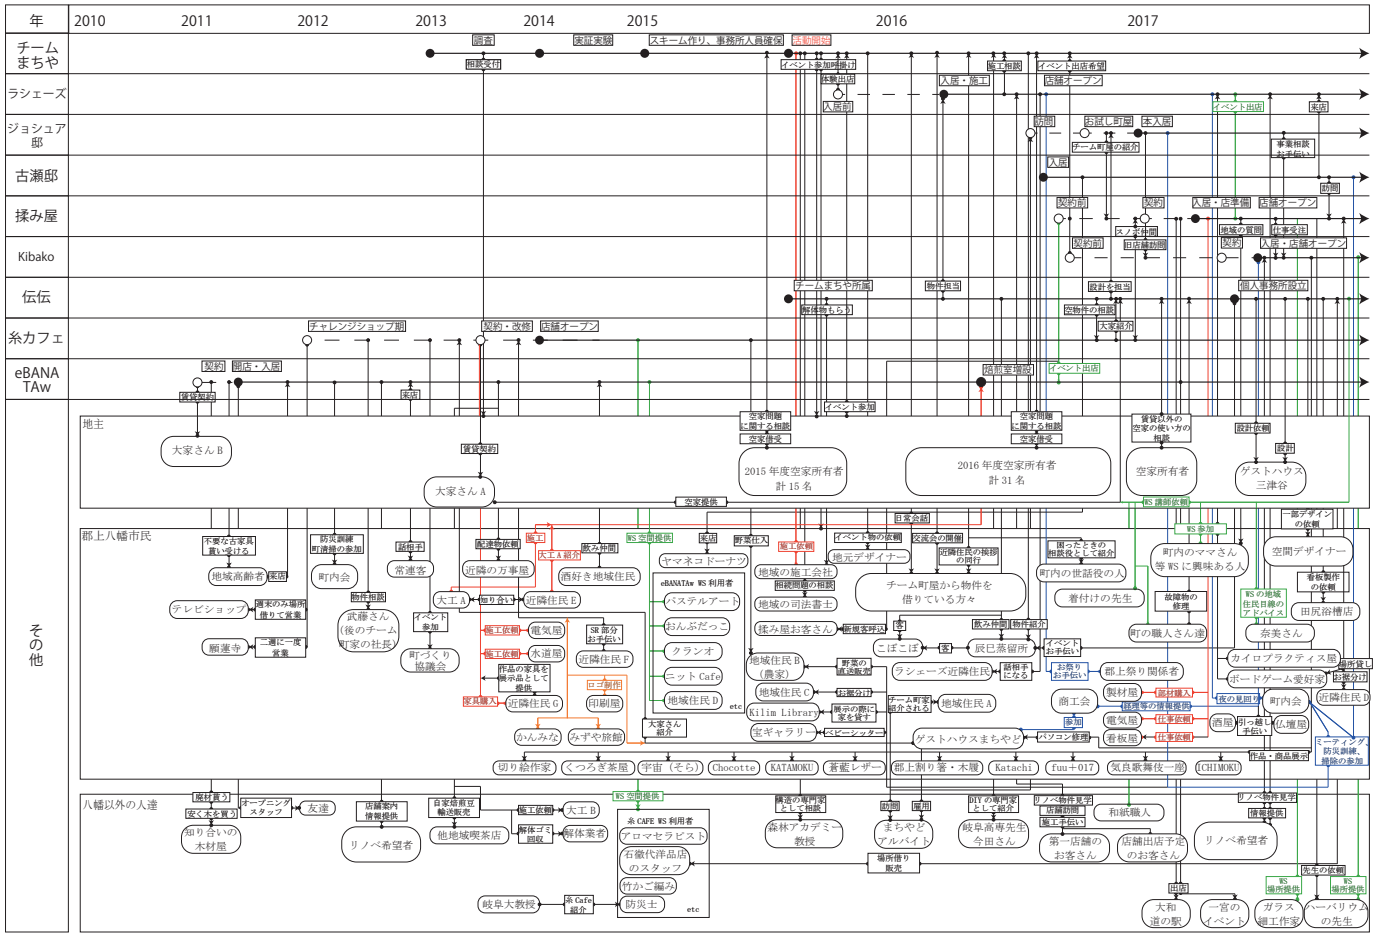 年
2010
2011
2012
2013
2014
2015
2016
2017
チーム
まちや
調査
実証実験
スキーム作り、事務所人員確保
活動開始
相談受付
イベント参加呼掛け
施工相談
イベント出店希望
ラシェーズ
体験出店
入居前
入居・施工
店舗オープン
イベント出店
来店
ジョシュア
邸
訪問
お試し町屋
本入居
チーム町屋の紹介
事業相談
お手伝い
古瀬邸
入居
訪問
揉み屋
契約前
契約
入居・店準備
店舗オープン
スノボ仲間
地域の質問
仕事受注
Kibako
契約前
旧店舗訪問
契約
入居・店舗オープン
伝伝
チームまちや所属
解体物もらう
物件担当
設計を担当
空物件の相談
個人事務所設立
大家紹介
糸カフェ
チャレンジショップ期
契約・改修
店舗オープン
eBANA
TAw
契約
開店・入居
賃貸契約
来店
焙煎室増設
イベント出店
イベント参加
その他
地主
大家さん B
賃貸契約
大家さん A
空家問題
に関する相談
空家借受
2015 年度空家所有者
計 15 名
空家問題
に関する相談
空家借受
2016 年度空家所有者
計 31 名
賃貸以外の
空家の使い方の
相談
空家所有者
設計依頼
設計
ゲストハウス
三津谷
空家提供
WS 講師依頼
郡上八幡市民
不要な古家具
貰い受ける
地域高齢者
来店
防災訓練
町清掃の参加
町内会
話相手
常連客
配達物依頼
近隣の万事屋
施工
大工 A 紹介
飲み仲間
酒好き地域住民
WS 空間提供
来店
野菜仕入
ヤマネコドーナツ
施工依頼
地域の施工会社
日常会話
イベント物の依頼
地元デザイナー
交流会の開催
近隣住民の挨拶
の同行
チーム町屋から物件を
借りている方々
困ったときの
相談役として紹介
町内の世話役の人
WS 参加
町内のママさん
等 WS に興味ある人
一部デザイン
の依頼
空間デザイナー
看板製作
の依頼
田尻浴槽店
テレビショップ
週末のみ場所
借りて営業
願蓮寺
二週に一度
営業
物件相談
武藤さん
(後のチーム
町家の社長)
イベント
参加
町づくり
協議会
大工 A
知り合い
近隣住民 E
施工依頼
電気屋
施工依頼
水道屋
作品の家具を
展示品として
提供
家具購入
近隣住民 G
SR 部分
お手伝い
近隣住民 F
ロゴ制作
印刷屋
かんみな
みずや旅館
eBANATAw WS 利用者
パステルアート
おんぶだっこ
クランオ
ニット Cafe
地域住民 D
etc
大家さん
紹介
相続問題の相談
地域の司法書士
揉み屋お客さん
新規客呼込
地域住民 B
(農家)
野菜の
直送販売
地域住民 C
お裾分け
Kilim Library
展示の際に
家を貸す
宝ギャラリー
ベビーシッター
客
こぼこぼ
客
飲み仲間
物件紹介
辰巳蒸留所
ラシェーズ近隣住民
話相手
になる
チーム町家
紹介される
地域住民 A
ゲストハウスまちやど
パソコン修理
イベント
お手伝い
お祭り
お手伝い
郡上祭り関係者
着付けの先生
故障物の
修理
町の職人さん達
WS の地域
住民目線の
アドバイス
奈美さん
カイロプラクティス屋
ボードゲーム愛好家
場所貸し
お裾分け
近隣住民 D
商工会
参加
経理等の情報提供
製材屋
部材購入
電気屋
仕事依頼
看板屋
仕事依頼
夜の見回り
町内会
酒屋
引っ越し
手伝い
仏壇屋
作品・商品展示
ミーティング、
防災訓練、
掃除の参加
切り絵作家
くつろぎ茶屋
宇宙（そら）
Chocotte
KATAMOKU
蒼藍レザー
郡上割り箸・木履
Katachi
fuu＋017
気良歌舞伎一座
ICHIMOKU
八幡以外の人達
廃材貰う
安く木を買う
知り合いの
木材屋
オープニング
スタッフ
友達
店舗案内
情報提供
リノベ希望者
自家焙煎豆
輸送販売
他地域喫茶店
施工依頼
大工 B
解体ゴミ
回収
解体業者
WS 空間提供
糸 CAFE WS 利用者
アロマセラピスト
石徹代洋品店
のスタッフ
竹かご編み
防災士
etc
岐阜大教授
糸 Cafe
紹介
構造の専門家
として相談
森林アカデミー
教授
訪問
雇用
まちやど
アルバイト
DIY の専門家
として紹介
岐阜高専先生
今田さん
リノベ物件見学
店舗訪問
施工手伝い
第一店舗の
お客さん
和紙職人
店舗出店予定
のお客さん
場所借り
販売
リノベ物件見学
情報提供
リノベ希望者
出店
大和
道の駅
一宮の
イベント
WS
場所提供
ガラス
細工作家
先生の依頼
WS
場所提供
ハーバリウム
の先生